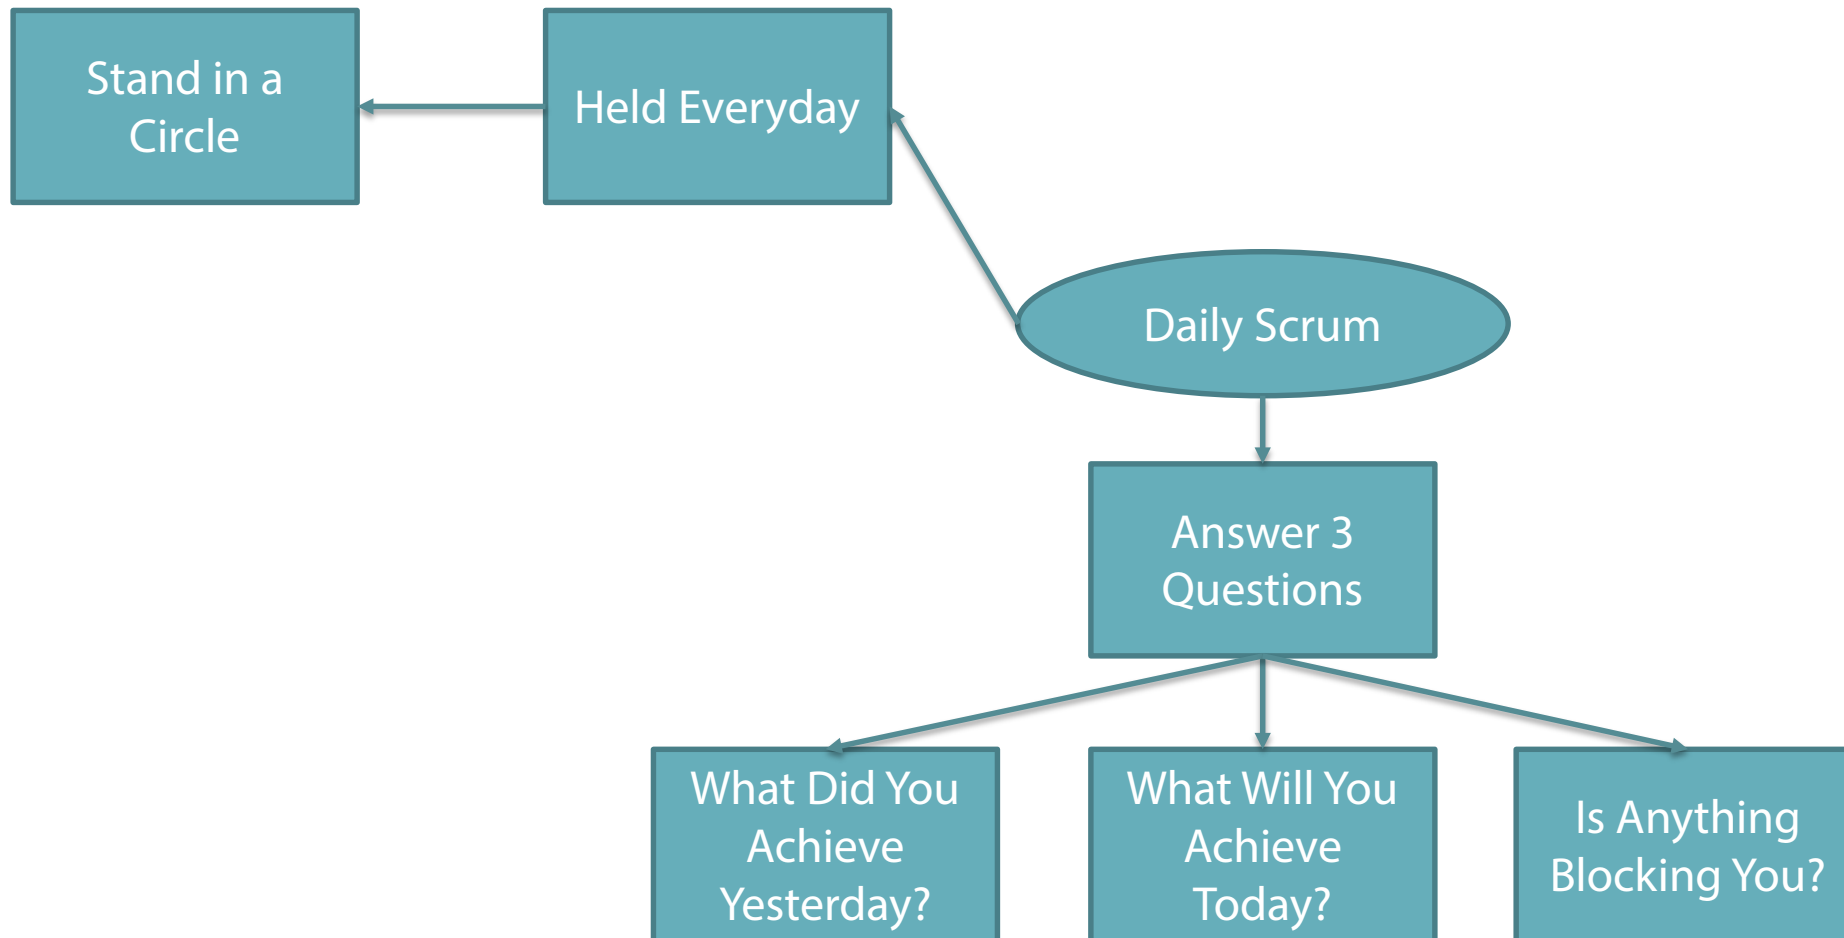 Stand in a
Circle
Held Everyday
Daily Scrum
Answer 3
Questions
What Did You
Achieve
Yesterday?
What Will You
Achieve
Today?
Is Anything
Blocking You?